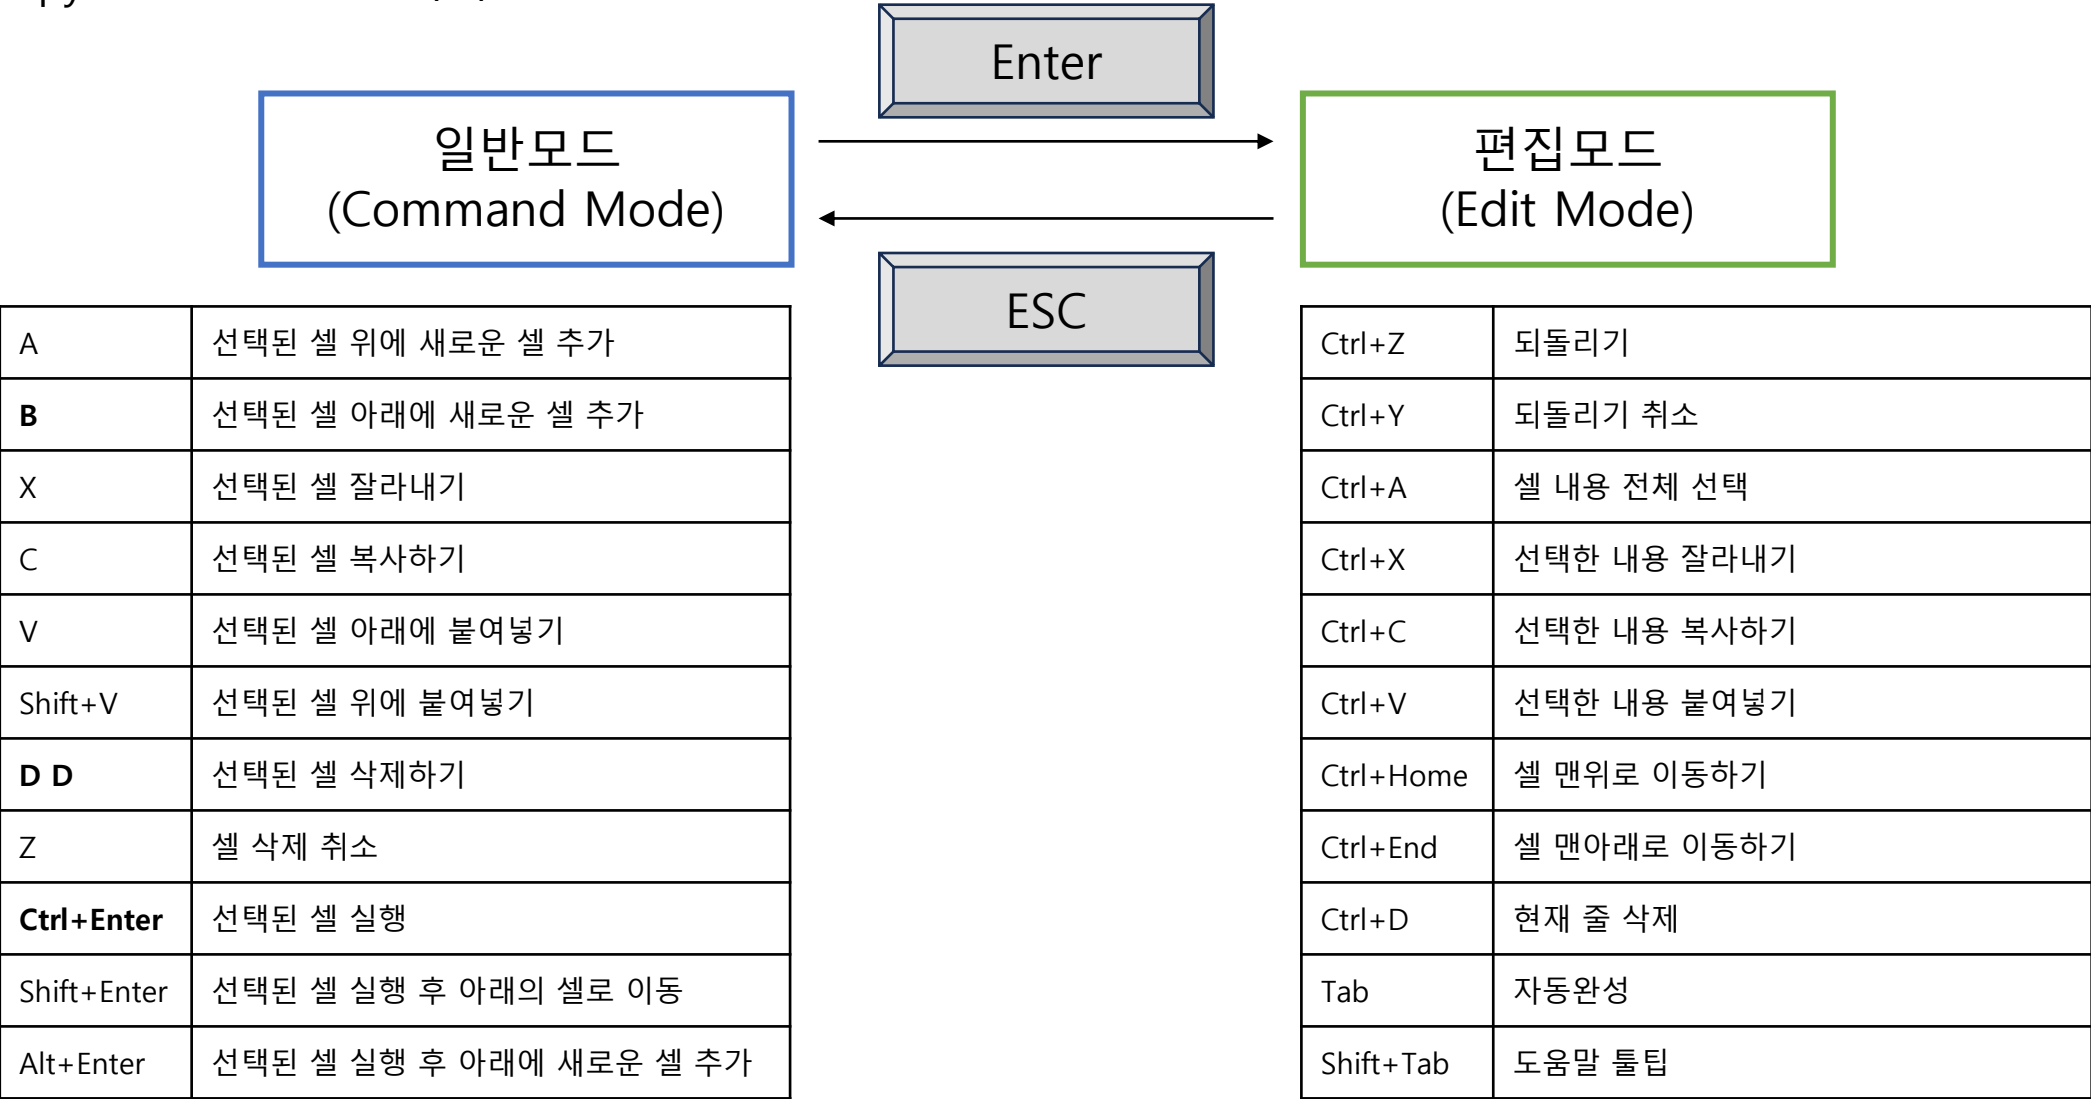 Enter
일반모드
(Command Mode)
편집모드
(Edit Mode)
ESC
A 선택된 셀 위에 새로운 셀 추가
B 선택된 셀 아래에 새로운 셀 추가
X 선택된 셀 잘라내기
C 선택된 셀 복사하기
V 선택된 셀 아래에 붙여넣기
Shift+V 선택된 셀 위에 붙여넣기
D D 선택된 셀 삭제하기
Z 셀 삭제 취소
Ctrl+Enter 선택된 셀 실행
Shift+Enter 선택된 셀 실행 후 아래의 셀로 이동
Alt+Enter 선택된 셀 실행 후 아래에 새로운 셀 추가
Ctrl+Z 되돌리기
Ctrl+Y 되돌리기 취소
Ctrl+A 셀 내용 전체 선택
Ctrl+X 선택한 내용 잘라내기
Ctrl+C 선택한 내용 복사하기
Ctrl+V 선택한 내용 붙여넣기
Ctrl+Home 셀 맨위로 이동하기
Ctrl+End 셀 맨아래로 이동하기
Ctrl+D 현재 줄 삭제
Tab 자동완성
Shift+Tab 도움말 툴팁